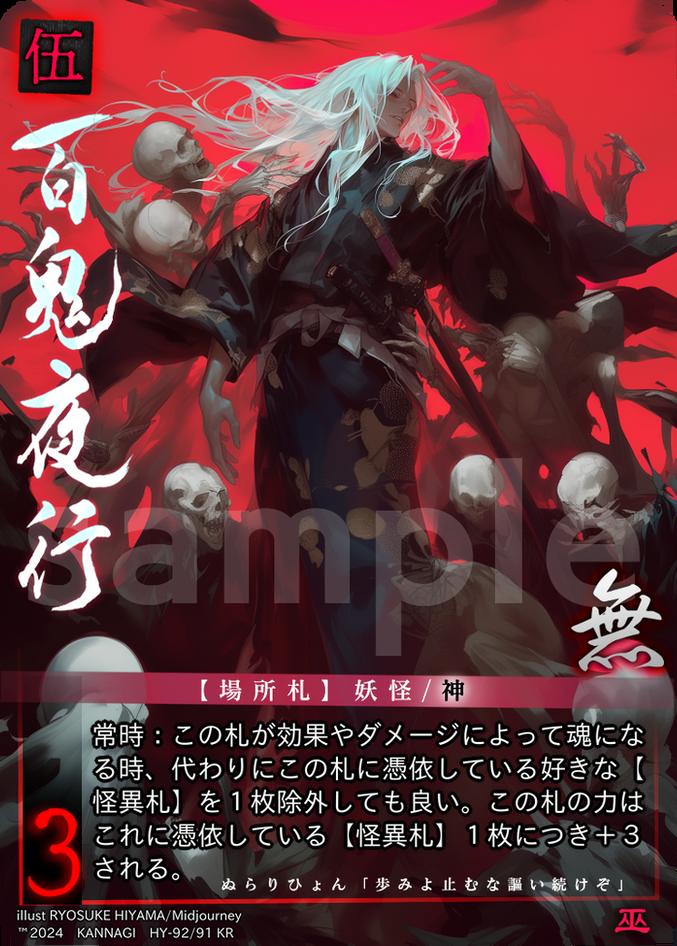 伍
百鬼夜行
sample
無
【場所札】妖怪/神
常時：この札が効果やダメージによって魂にな
る時、代わりにこの札に憑依している好きな【
怪異札】を１枚除外しても良い。この札の力は
これに憑依している【怪異札】１枚につき＋３
される。
ぬらりひょん「歩みよ止むな謳い続けぞ」
3
illust RYOSUKE HIYAMA/Midjourney
™2024 KANNAGI HY-92/91 KR
巫